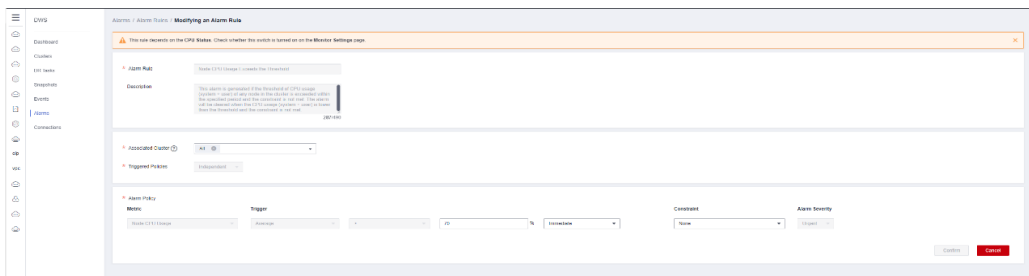 DWS
Alarms / Alarm Rules / Modifying an Alarm Rule
This rule depends on the CPU Status. Check whether this switch is turned on on the Monitor Settings page.
Dashboard
Clusters
Snapshots
Events
Alarms
Connections
* Alarm Rule
Node CPU Usage Exceeds the Threshold
Description
This alarm is generated if the threshold of CPU usage
(system + user) of any node in the cluster is exceeded within
the specified period and the constraint is not met. The alarm
will be cleared when the CPU usage (system + user) is lower
than the threshold and the constraint is not met.
* Associated Cluster
All
* Triggered Policies
Independent
* Alarm Policy
Metric Trigger Constraint Alarm Severity
Node CPU Usage Average 70 % Immediate None Urgent
Confirm Cancel